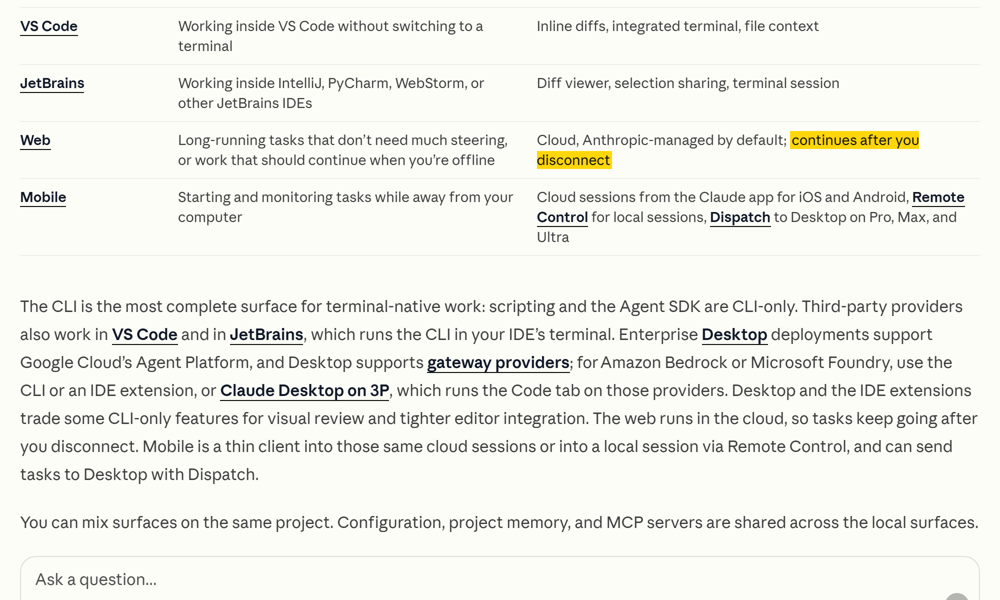 VS Code
Working inside VS Code without switching to a
terminal
Inline diffs, integrated terminal, file context
JetBrains
Working inside IntelliJ, PyCharm, WebStorm, or
other JetBrains IDEs
Diff viewer, selection sharing, terminal session
Web
Long-running tasks that don’t need much steering,
or work that should continue when you’re offline
Cloud, Anthropic-managed by default; continues after you
disconnect
Mobile
Starting and monitoring tasks while away from your
computer
Cloud sessions from the Claude app for iOS and Android, Remote
Control for local sessions, Dispatch to Desktop on Pro, Max, and
Ultra
The CLI is the most complete surface for terminal-native work: scripting and the Agent SDK are CLI-only. Third-party providers
also work in VS Code and in JetBrains, which runs the CLI in your IDE’s terminal. Enterprise Desktop deployments support
Google Cloud’s Agent Platform, and Desktop supports gateway providers; for Amazon Bedrock or Microsoft Foundry, use the
CLI or an IDE extension, or Claude Desktop on 3P, which runs the Code tab on those providers. Desktop and the IDE extensions
trade some CLI-only features for visual review and tighter editor integration. The web runs in the cloud, so tasks keep going after
you disconnect. Mobile is a thin client into those same cloud sessions or into a local session via Remote Control, and can send
tasks to Desktop with Dispatch.
You can mix surfaces on the same project. Configuration, project memory, and MCP servers are shared across the local surfaces.
Ask a question...